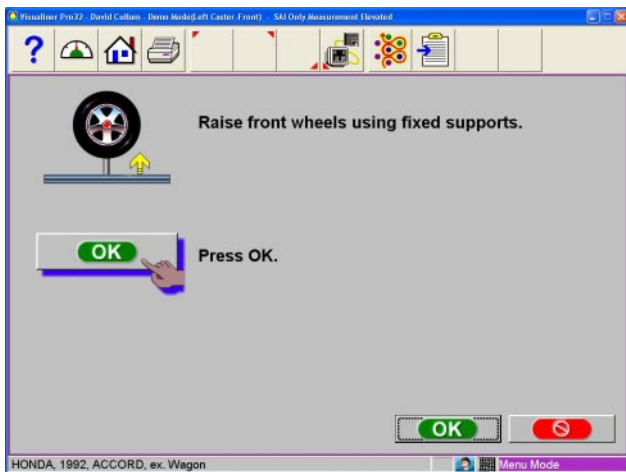 Visualiner Pro32 - David Collum - Demo Mode(Left Caster-Front) - SAI Only Measurement Elevated
?
Raise front wheels using fixed supports.
OK
Press OK.
OK
HONDA, 1992, ACCORD, ex. Wagon
Menu Mode